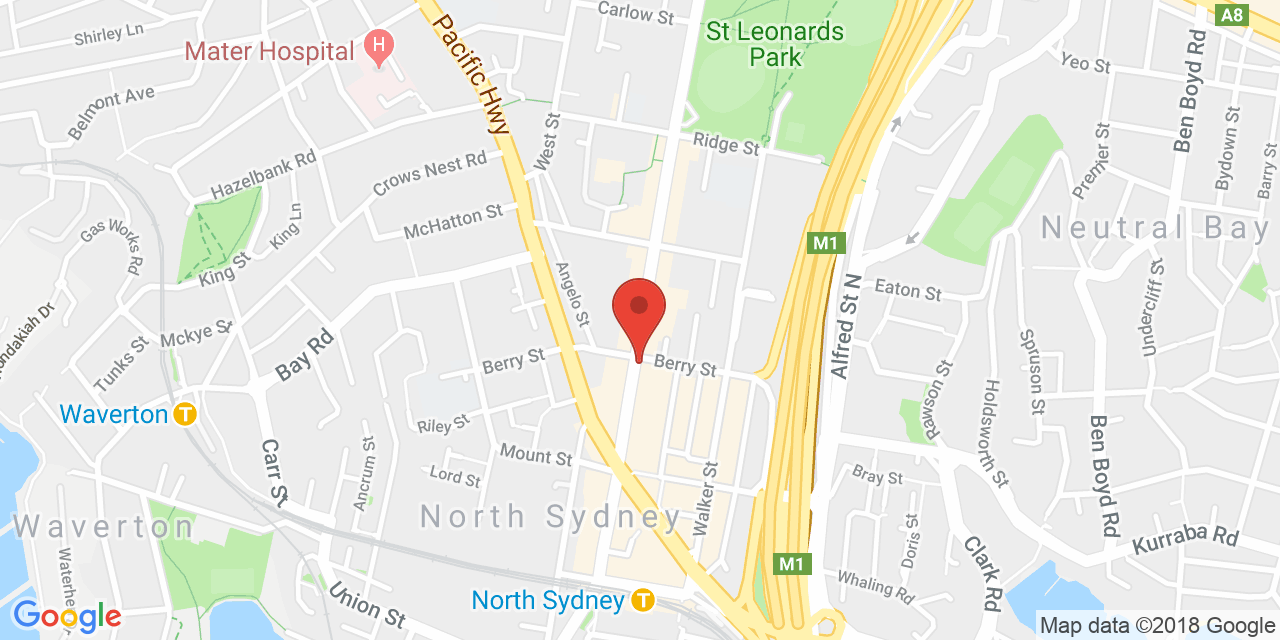 Carlow St
A8
Shirley Ln
Mater Hospital
H
Pacific Hwy
St Leonards
Park
Yeo St
Ben Boyd Rd
Belmont Ave
West St
Ridge St
Premier St
Bydown St
Barry St
Hazelbank Rd
Crows Nest Rd
McHatton St
King Ln
Gas Works Rd
King St
M1
Neutral Bay
Angelo St
Alfred St N
Eaton St
Undercliff St
Mckye St
Tunks St
Bay Rd
Berry St
Berry St
Rawson St
Holdsworth St
Spruson St
Waverton
T
Riley St
Ben Boyd Rd
Carr St
Ancrum St
Mount St
Lord St
Walker St
Bray St
Waverton
North Sydney
Doris St
Kurraba Rd
Clark Rd
M1
Whaling Rd
Union St
North Sydney
T
Google
Map data ©2018 Google